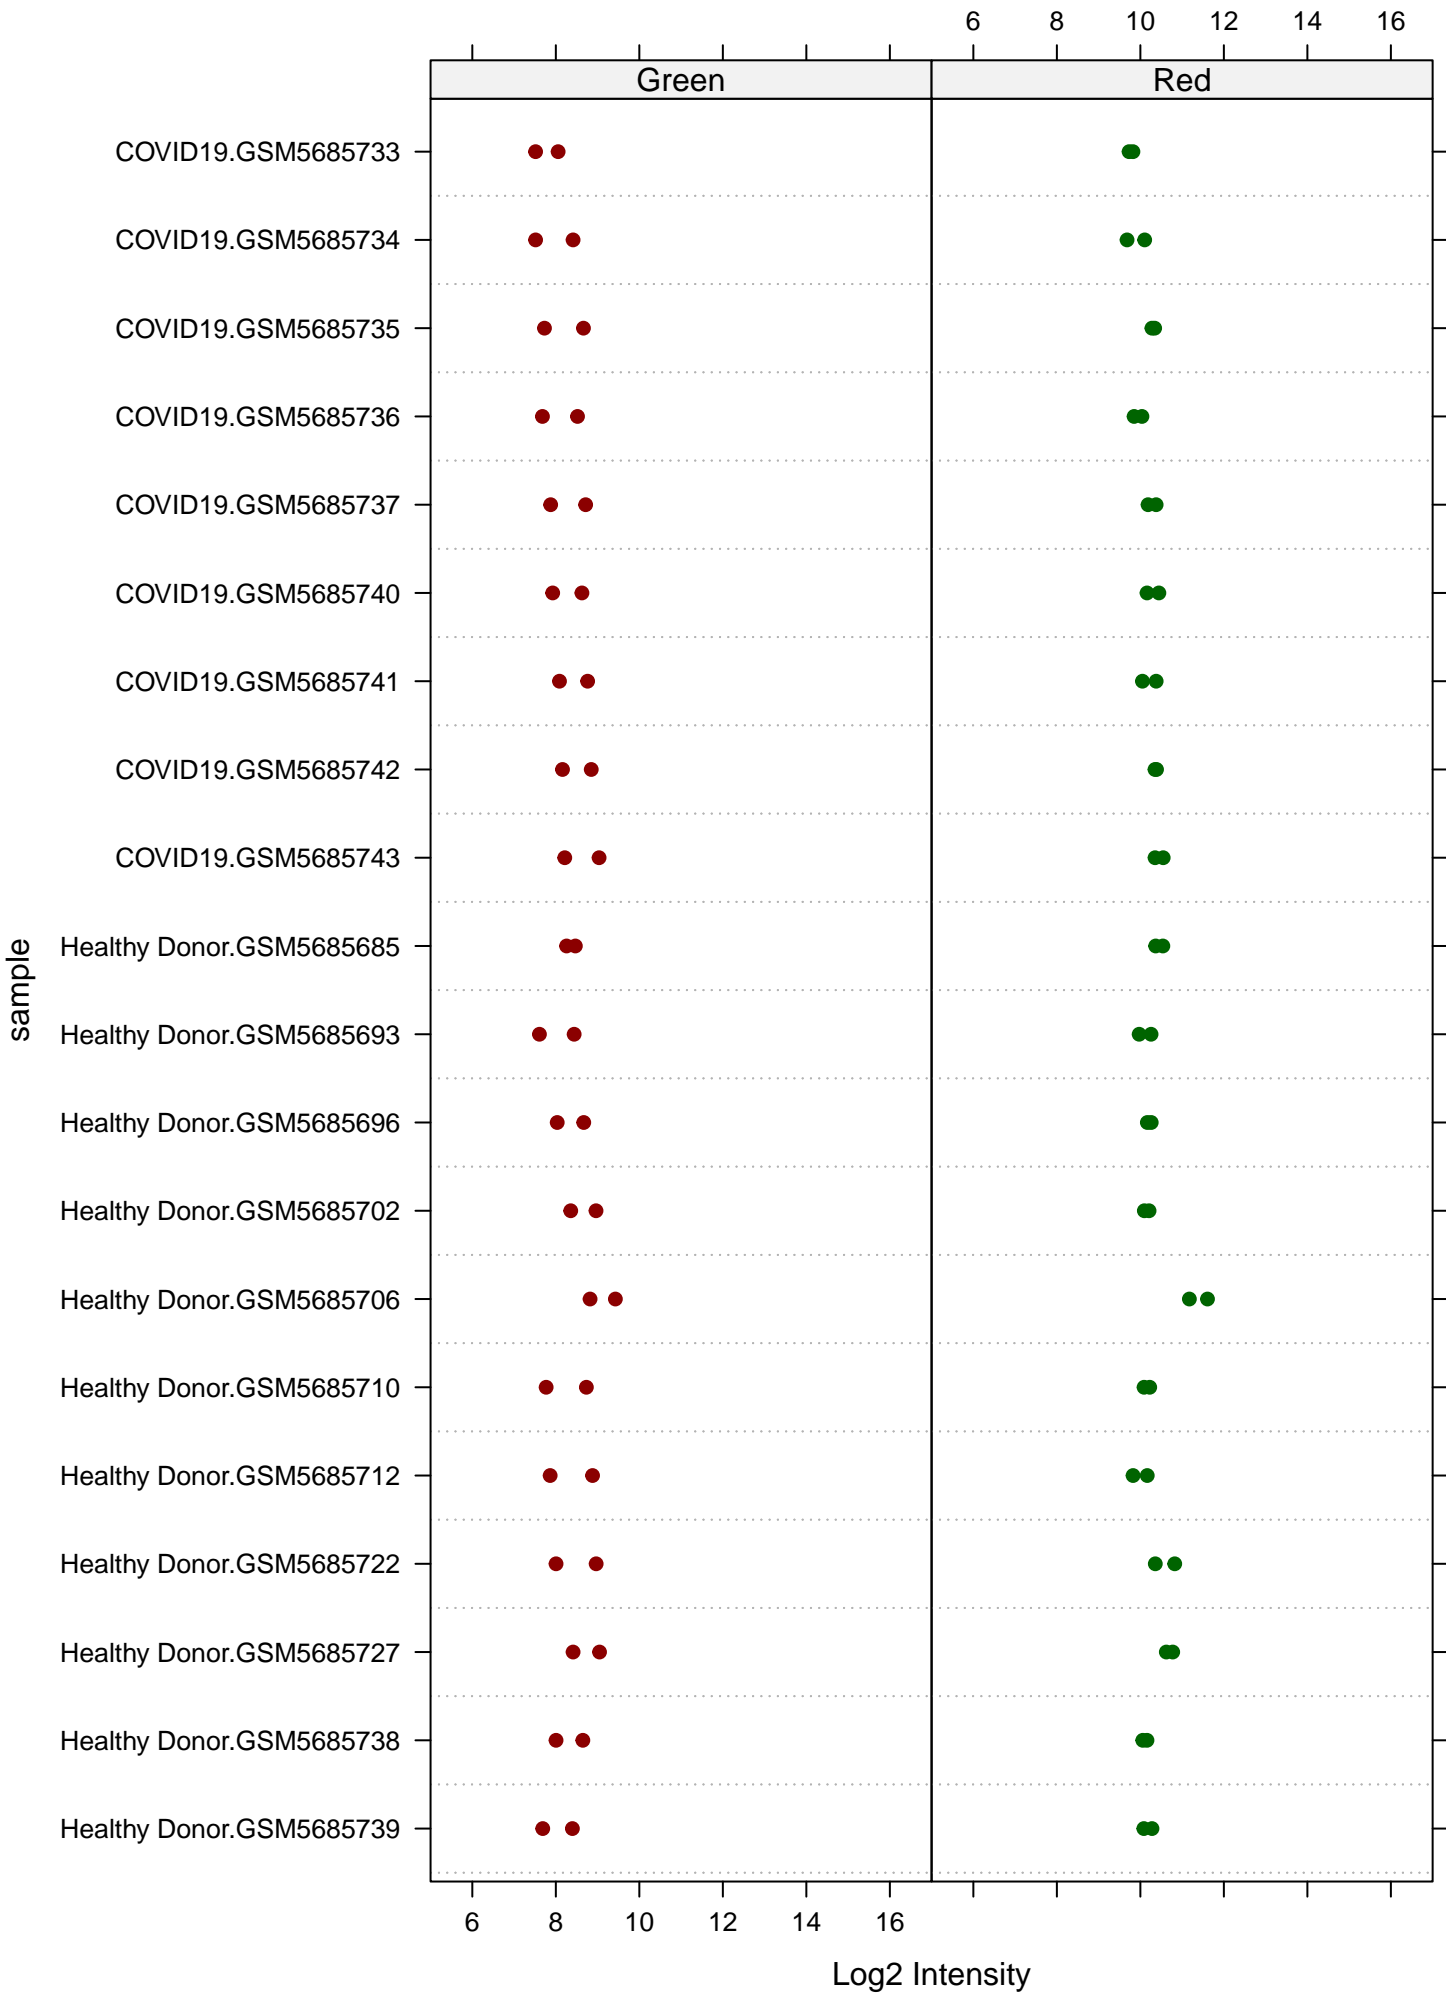 6 8 10 12 14 16
Green Red
COVID19.GSM5685733
COVID19.GSM5685734
COVID19.GSM5685735
COVID19.GSM5685736
COVID19.GSM5685737
COVID19.GSM5685740
COVID19.GSM5685741
COVID19.GSM5685742
COVID19.GSM5685743
Healthy Donor.GSM5685685
Healthy Donor.GSM5685693
Healthy Donor.GSM5685696
Healthy Donor.GSM5685702
Healthy Donor.GSM5685706
Healthy Donor.GSM5685710
Healthy Donor.GSM5685712
Healthy Donor.GSM5685722
Healthy Donor.GSM5685727
Healthy Donor.GSM5685738
Healthy Donor.GSM5685739
sample
6 8 10 12 14 16
Log2 Intensity